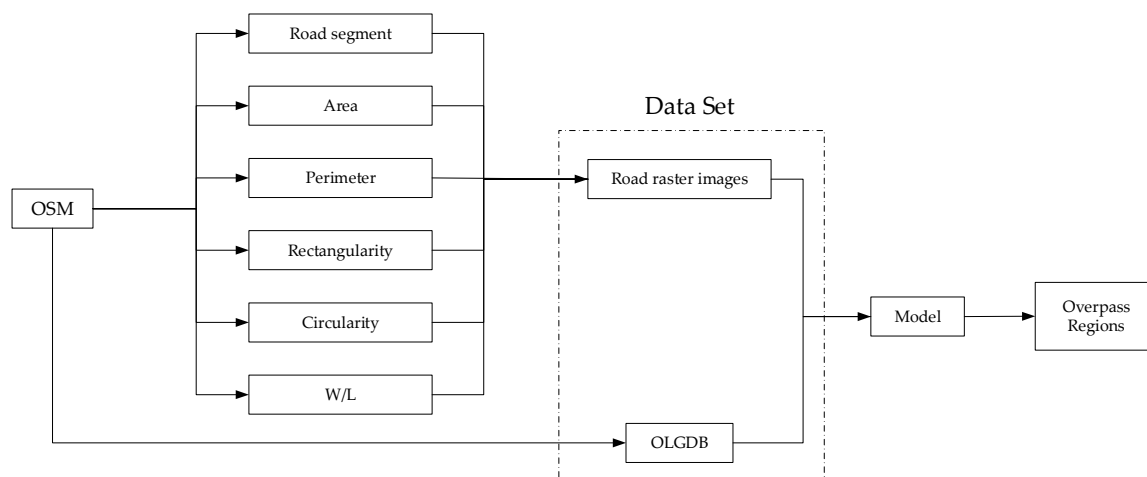 Road segment
Area
Data Set
Perimeter
Road raster images
OSM
Rectangularity
Circularity
Model
Overpass
Regions
W/L
OLGDB